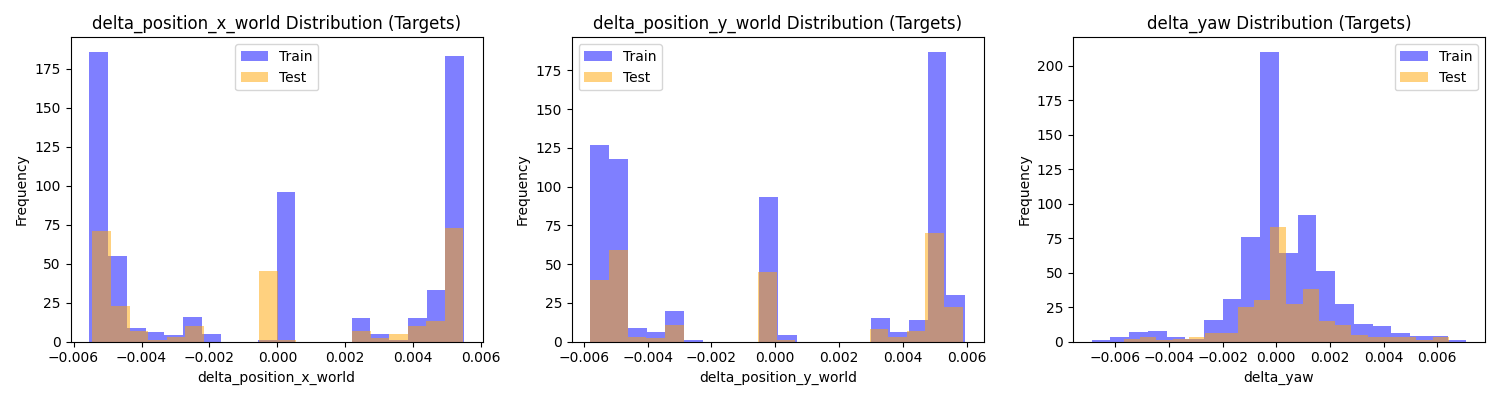 delta_position_x_world Distribution (Targets)
Frequency
175
150
125
100
75
50
25
0
Train
Test
−0.006 −0.004 −0.002 0.000 0.002 0.004 0.006
delta_position_x_world
delta_position_y_world Distribution (Targets)
Frequency
175
150
125
100
75
50
25
0
Train
Test
−0.006 −0.004 −0.002 0.000 0.002 0.004 0.006
delta_position_y_world
delta_yaw Distribution (Targets)
Frequency
200
175
150
125
100
75
50
25
0
Train
Test
−0.006 −0.004 −0.002 0.000 0.002 0.004 0.006
delta_yaw